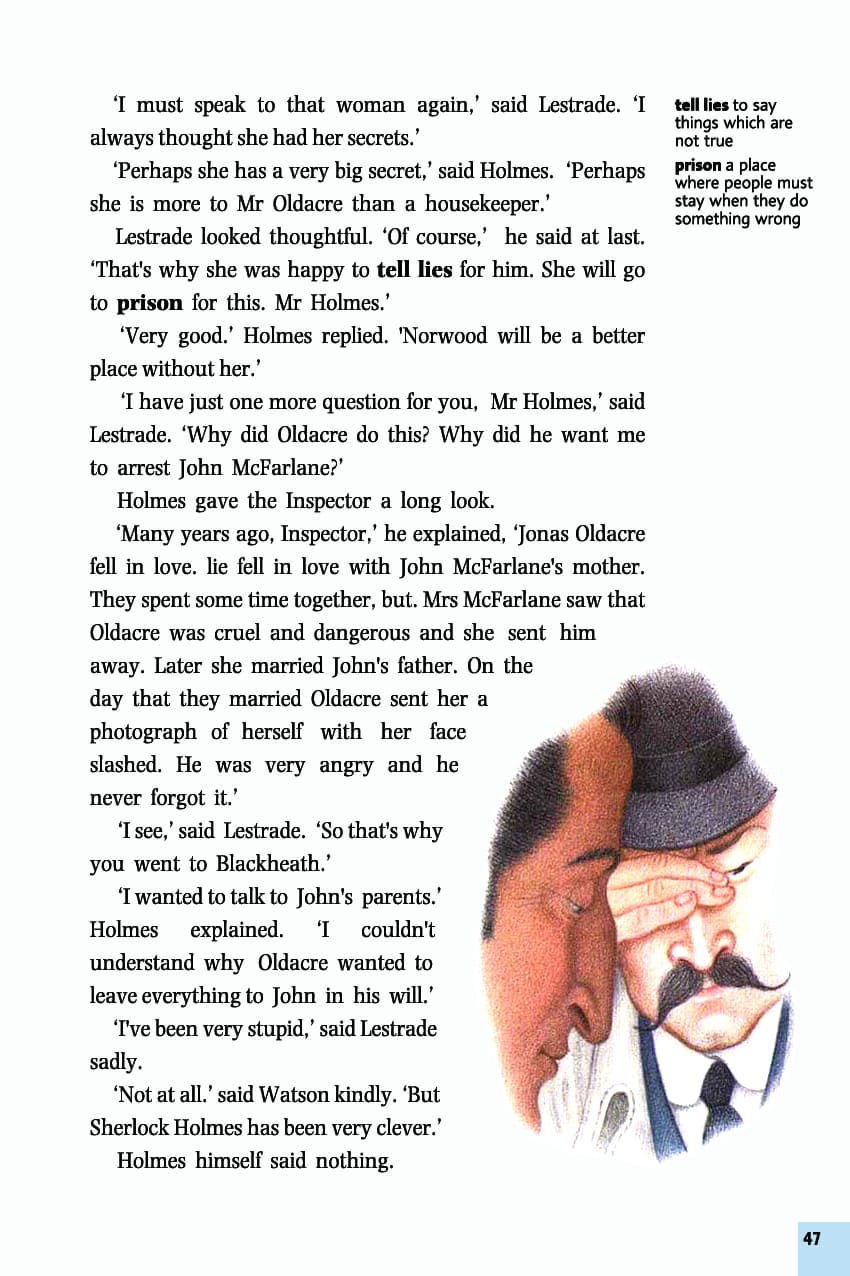 ‘I must speak to that woman again,’ said Lestrade. ‘I
always thought she had her secrets.’
‘Perhaps she has a very big secret,’ said Holmes. ‘Perhaps
she is more to Mr Oldacre than a housekeeper.’
Lestrade looked thoughtful. ‘Of course,’ he said at last.
‘That's why she was happy to tell lies for him. She will go
to prison for this. Mr Holmes.’
‘Very good.’ Holmes replied. 'Norwood will be a better
place without her.’
‘I have just one more question for you, Mr Holmes,’ said
Lestrade. ‘Why did Oldacre do this? Why did he want me
to arrest John McFarlane?’
Holmes gave the Inspector a long look.
‘Many years ago, Inspector,’ he explained, ‘Jonas Oldacre
fell in love. lie fell in love with John McFarlane's mother.
They spent some time together, but. Mrs McFarlane saw that
Oldacre was cruel and dangerous and she sent him
away. Later she married John's father. On the
day that they married Oldacre sent her a
photograph of herself with her face
slashed. He was very angry and he
never forgot it.’
‘I see,’ said Lestrade. ‘So that's why
you went to Blackheath.’
‘I wanted to talk to John's parents.’
Holmes explained. ‘I couldn't
understand why Oldacre wanted to
leave everything to John in his will.’
‘I've been very stupid,’ said Lestrade
sadly.
‘Not at all.’ said Watson kindly. ‘But
Sherlock Holmes has been very clever.’
Holmes himself said nothing.
tell lies to say
things which are
not true
prison a place
where people must
stay when they do
something wrong
47